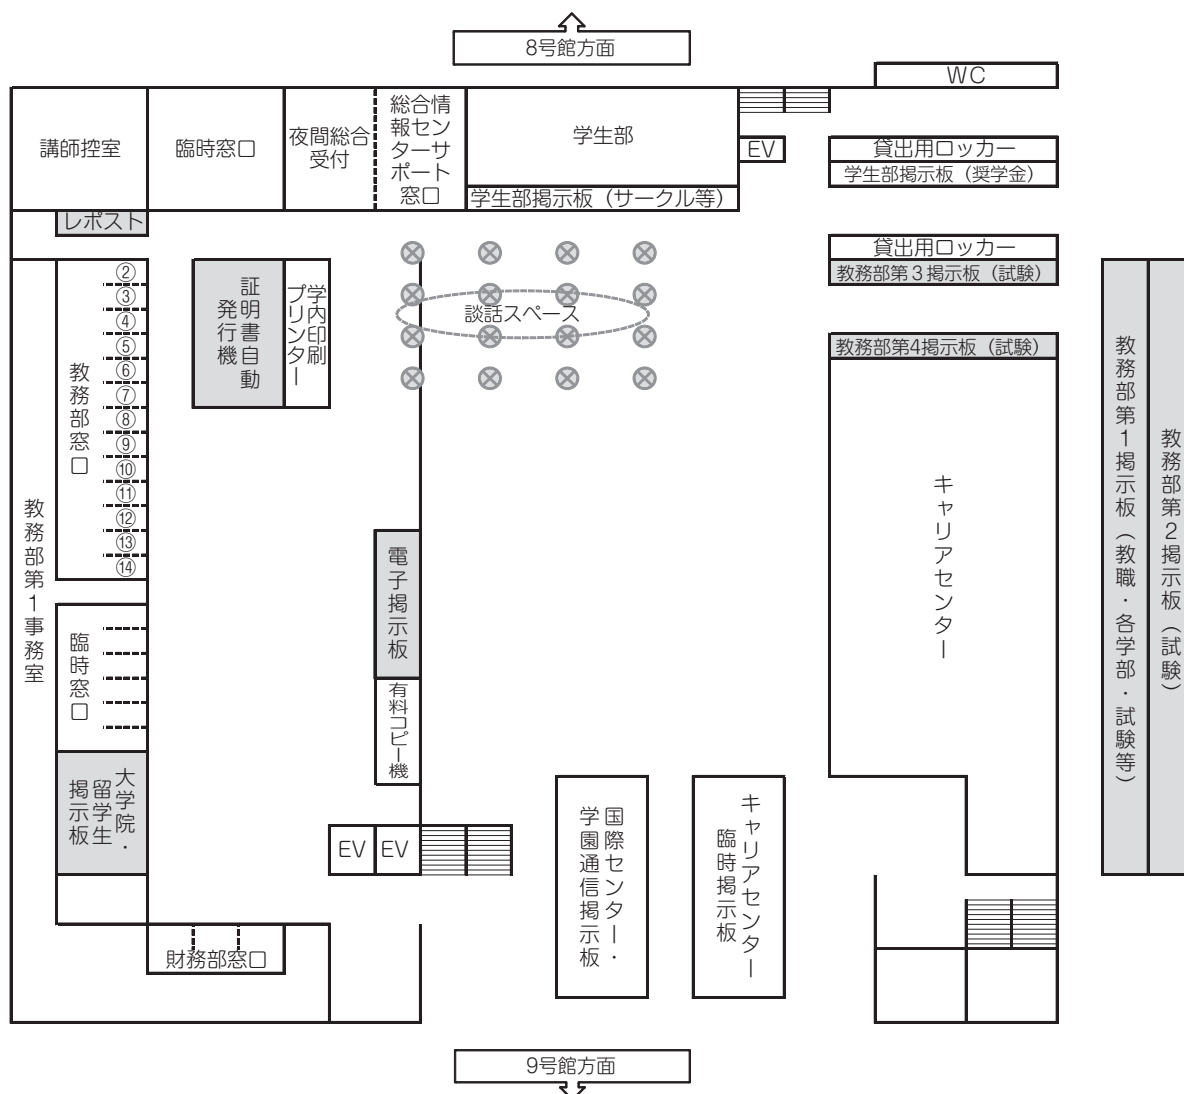 8号館方面
WC
講師控室
臨時窓口
夜間総合
受付
総合情
報セン
ターサ
ポート
窓口
学生部
EV
貸出用ロッカー
学生部掲示板（奨学金）
学生部掲示板（サークル等）
レポスト
貸出用ロッカー
教務部第３掲示板（試験）
②
③
④
⑤
⑥
⑦
⑧
⑨
⑩
⑪
⑫
⑬
⑭
教務部窓口
証明書自動
発行機
学内印刷
プリンター
談話スペース
教務部第4掲示板（試験）
教務部第１掲示板（教職・各学部・試験等）
教務部第２掲示板（試験）
キャリアセンター
教務部第１事務室
電子掲示板
臨時窓口
有料コピー機
大学院・
留学生
掲示板
EV
EV
国際センター・
学園通信掲示板
キャリアセンター
臨時掲示板
財務部窓口
9号館方面